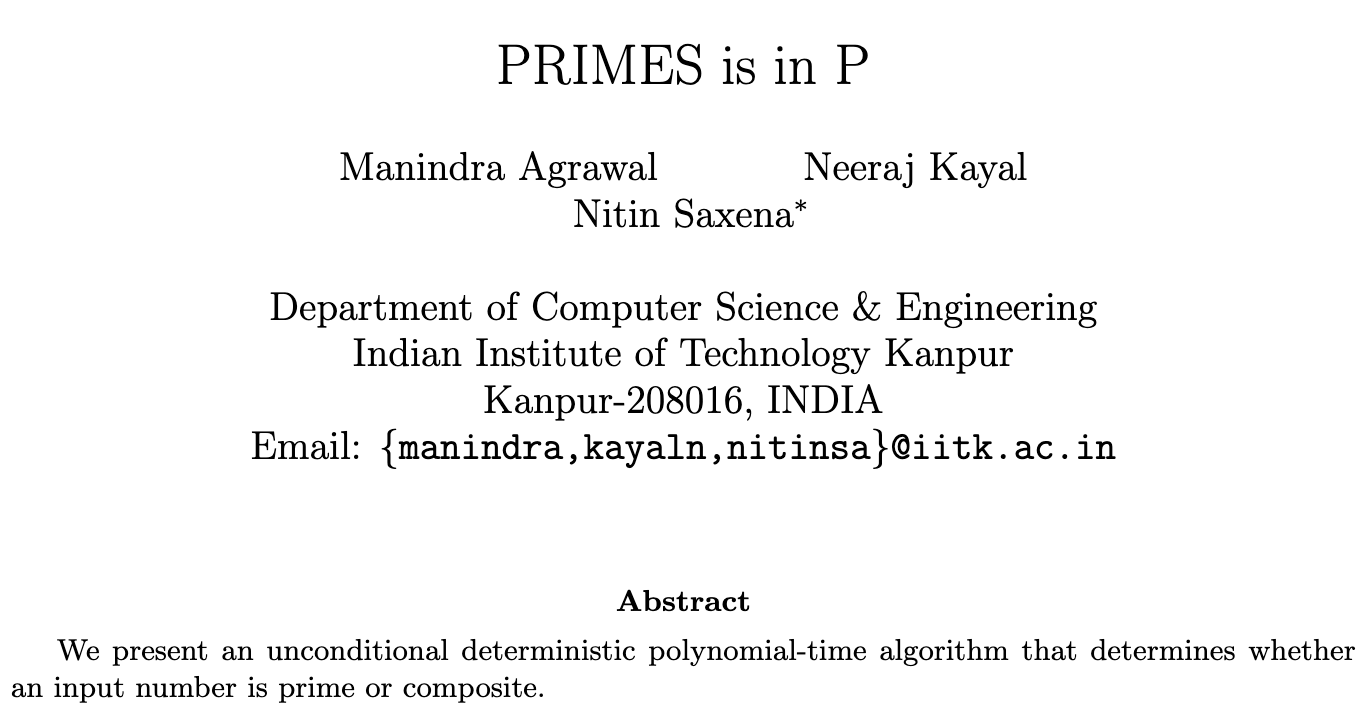 PRIMES is in P
Manindra Agrawal Neeraj Kayal
Nitin Saxena*
Department of Computer Science & Engineering
Indian Institute of Technology Kanpur
Kanpur-208016, INDIA
Email: {manindra,kayaln,nitinsa}@iitk.ac.in
Abstract
We present an unconditional deterministic polynomial-time algorithm that determines whether
an input number is prime or composite.